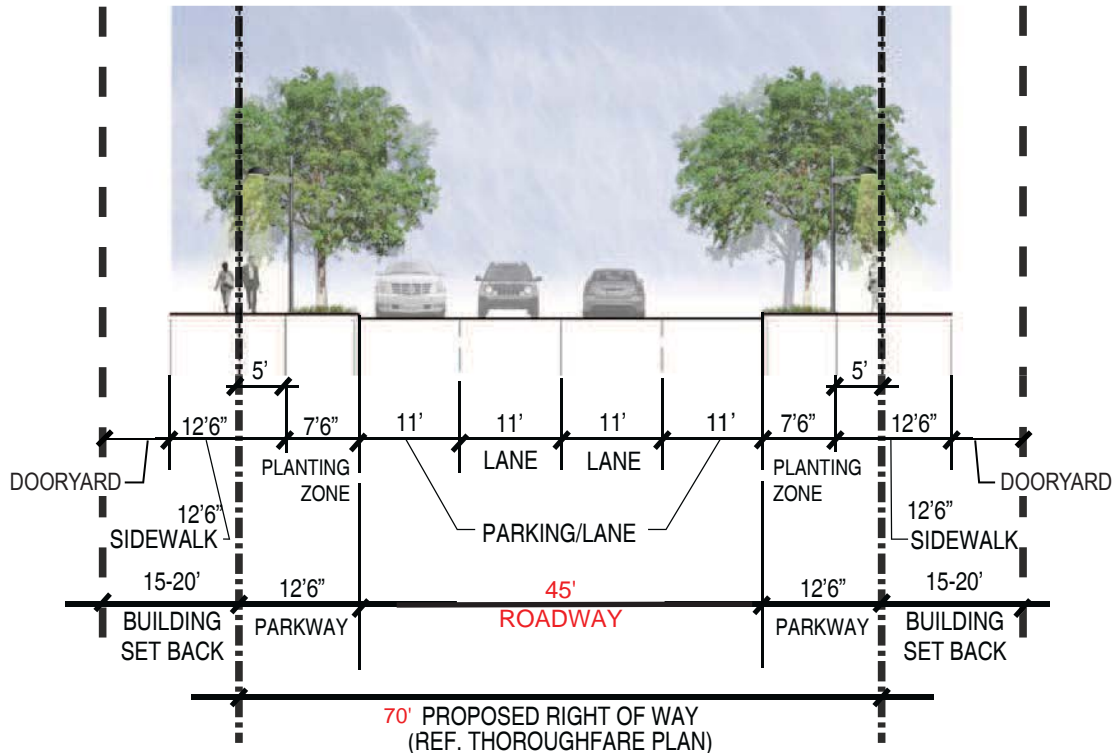 5’ 5’
12’6” 7’6” 11’ 11’ 11’ 11’ 7’6” 12’6”
LANE LANE
DOORYARD PLANTING ZONE PLANTING ZONE DOORYARD
12’6” SIDEWALK PARKING/LANE 12’6” SIDEWALK
15-20’ 12’6” 45' 12’6” 15-20’
BUILDING SET BACK PARKWAY ROADWAY PARKWAY BUILDING SET BACK
70' PROPOSED RIGHT OF WAY
(REF. THOROUGHFARE PLAN)